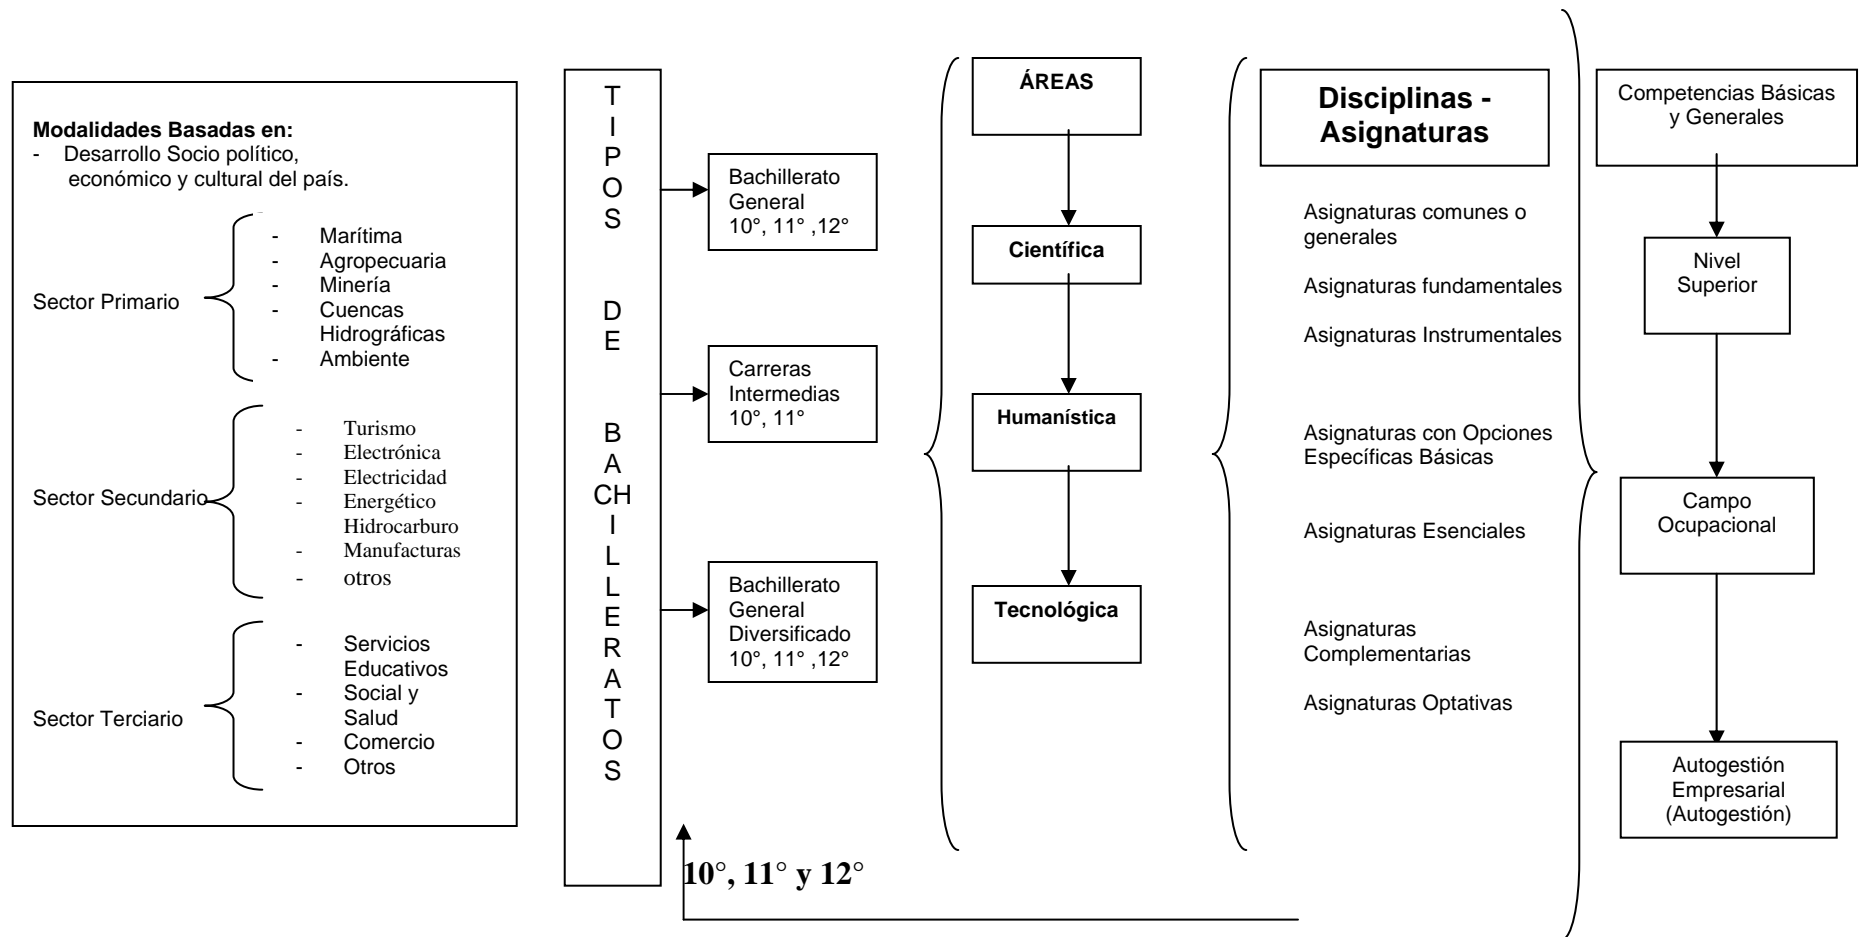 Modalidades Basadas en:
- Desarrollo Socio político,
económico y cultural del país.
Sector Primario
- Marítima
- Agropecuaria
- Minería
- Cuencas
Hidrográficas
- Ambiente
Sector Secundario
- Turismo
- Electrónica
- Electricidad
- Energético
Hidrocarburo
- Manufacturas
- otros
Sector Terciario
- Servicios
Educativos
- Social y
Salud
- Comercio
- Otros
T
I
P
O
S
D
E
B
A
CH
I
L
L
E
R
A
T
O
S
Bachillerato
General
10°, 11° ,12°
Carreras
Intermedias
10°, 11°
Bachillerato
General
Diversificado
10°, 11° ,12°
10°, 11° y 12°
ÁREAS
Científica
Humanística
Tecnológica
Disciplinas -
Asignaturas
Asignaturas comunes o
generales
Asignaturas fundamentales
Asignaturas Instrumentales
Asignaturas con Opciones
Específicas Básicas
Asignaturas Esenciales
Asignaturas
Complementarias
Asignaturas Optativas
Competencias Básicas
y Generales
Nivel
Superior
Campo
Ocupacional
Autogestión
Empresarial
(Autogestión)